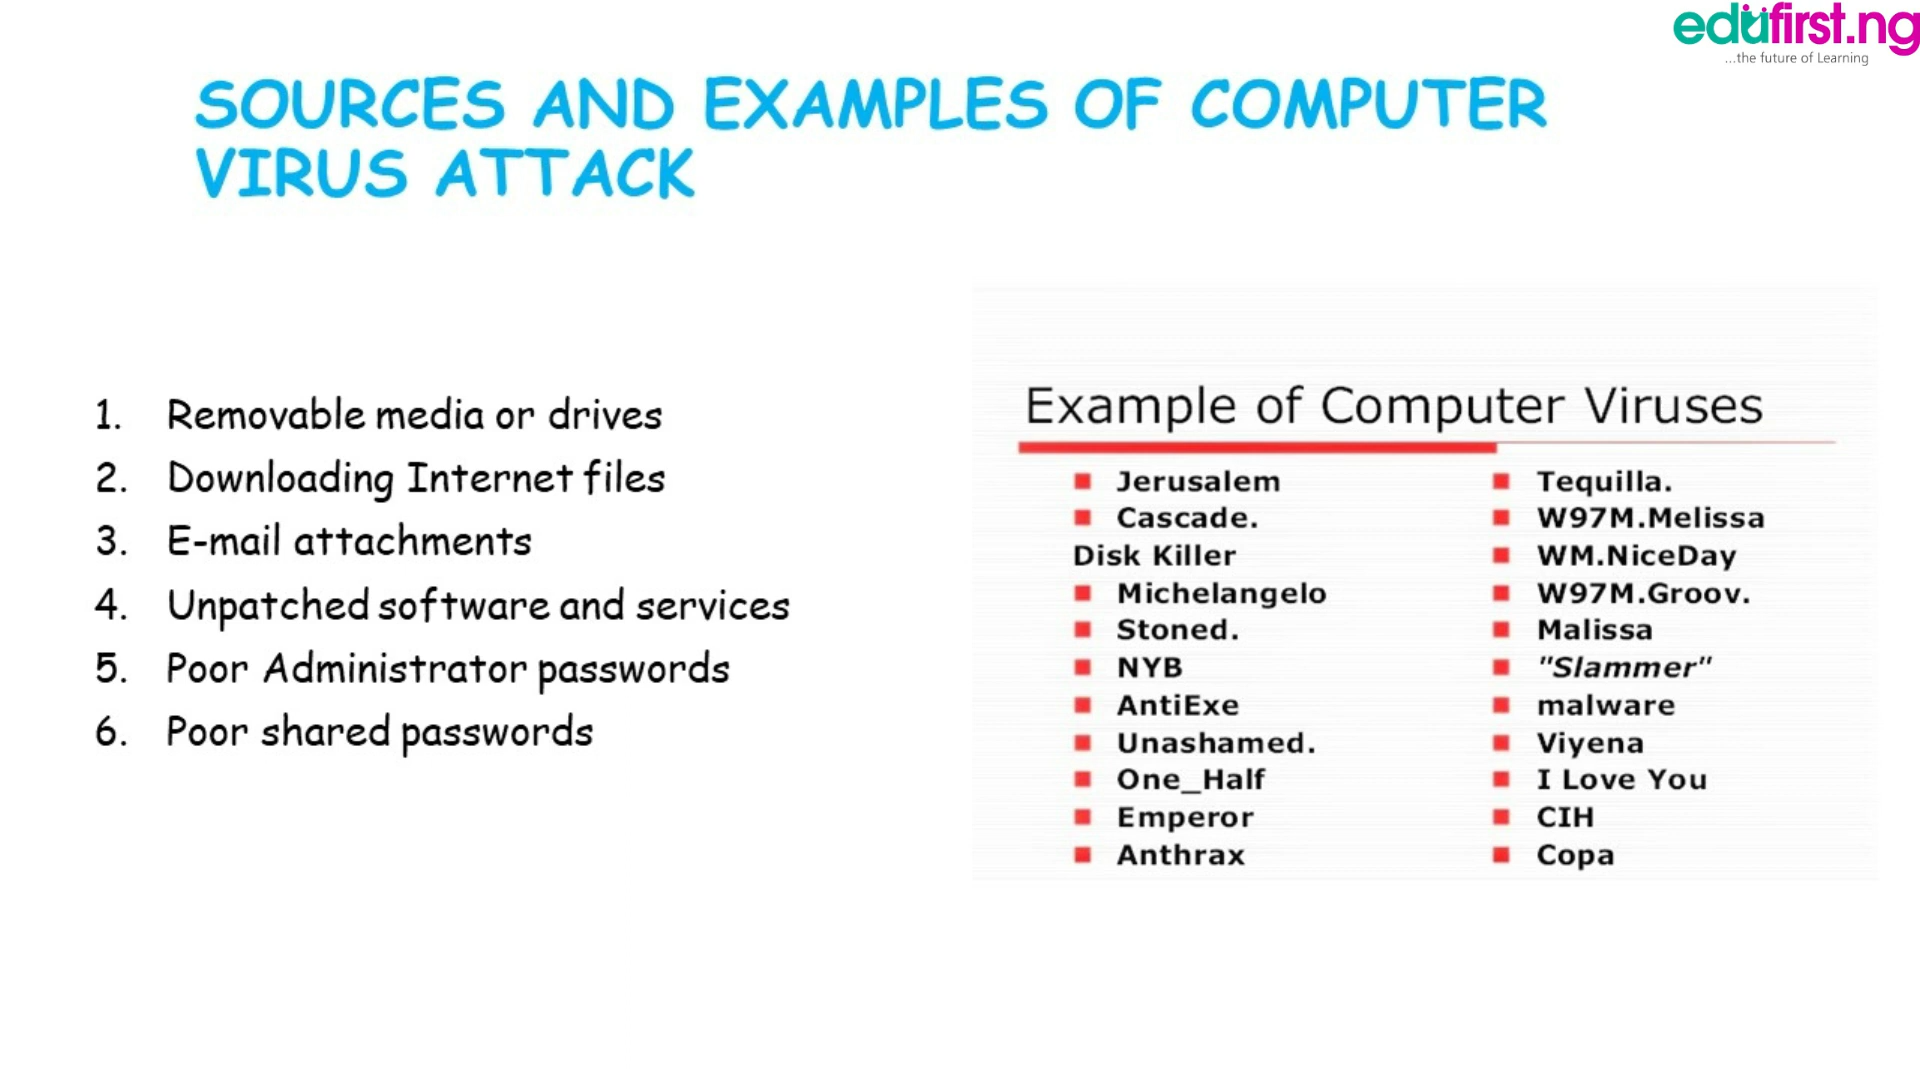 edufirst.ng
...the future of Learning
SOURCES AND EXAMPLES OF COMPUTER
VIRUS ATTACK
1. Removable media or drives
2. Downloading Internet files
3. E-mail attachments
4. Unpatched software and services
5. Poor Administrator passwords
6. Poor shared passwords
Example of Computer Viruses
Jerusalem
Cascade.
Disk Killer
Michelangelo
Stoned.
NYB
AntiExe
Unashamed.
One_Half
Emperor
Anthrax
Tequilla.
W97M.Melissa
WM.NiceDay
W97M.Groov.
Malissa
"Slammer"
malware
Viyena
I Love You
CIH
Copa